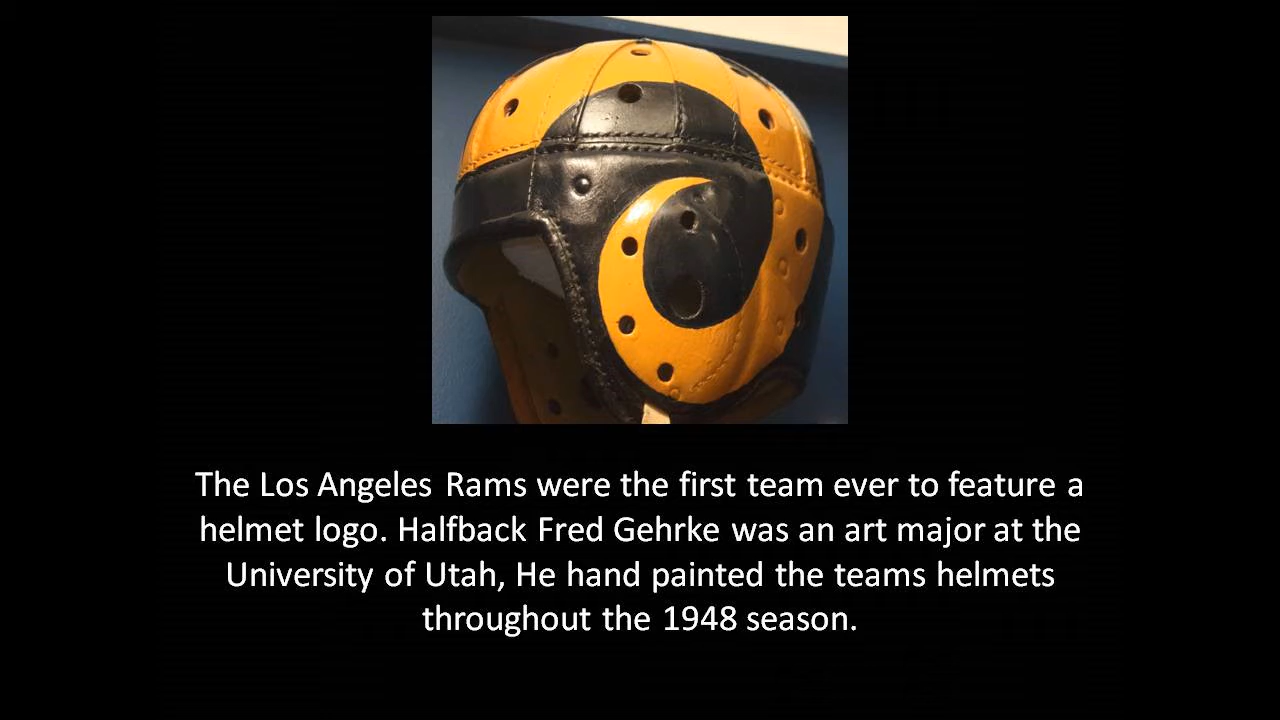 The Los Angeles Rams were the first team ever to feature a
helmet logo. Halfback Fred Gehrke was an art major at the
University of Utah, He hand painted the teams helmets
throughout the 1948 season.